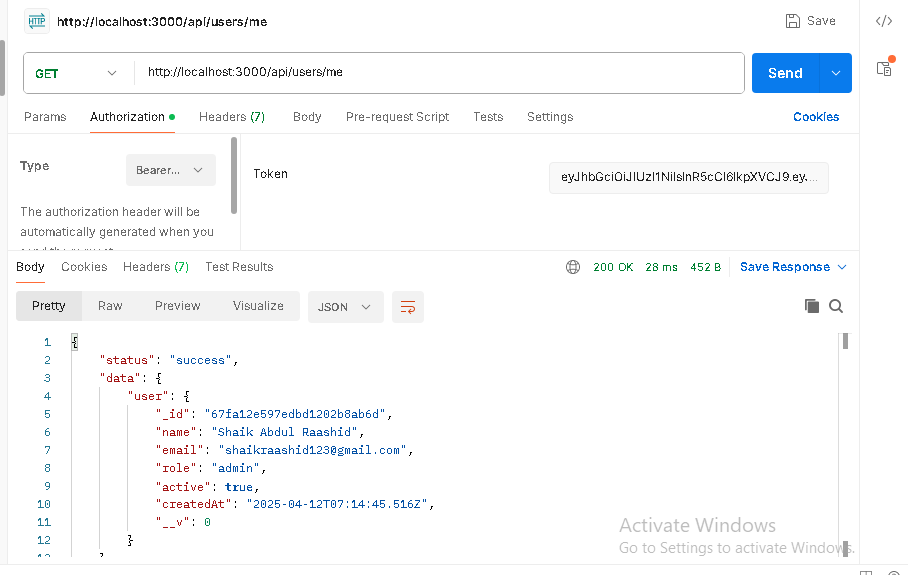 HTTP http://localhost:3000/api/users/me Save
GET http://localhost:3000/api/users/me Send
Params Authorization Headers (7) Body Pre-request Script Tests Settings Cookies
Type Bearer... Token eyJhbGciOiJIUzI1NiIsInR5cCI6IkpXVCJ9.ey....
The authorization header will be
automatically generated when you
Body Cookies Headers (7) Test Results 200 OK 28 ms 452 B Save Response
Pretty Raw Preview Visualize JSON
1 {
2 "status": "success",
3 "data": {
4 "user": {
5 "_id": "67fa12e597edbd1202b8ab6d",
6 "name": "Shaik Abdul Raashid",
7 "email": "shaikraashid123@gmail.com",
8 "role": "admin",
9 "active": true,
10 "createdAt": "2025-04-12T07:14:45.516Z",
11 "__v": 0
12 }
Activate Windows
Go to Settings to activate Windows.